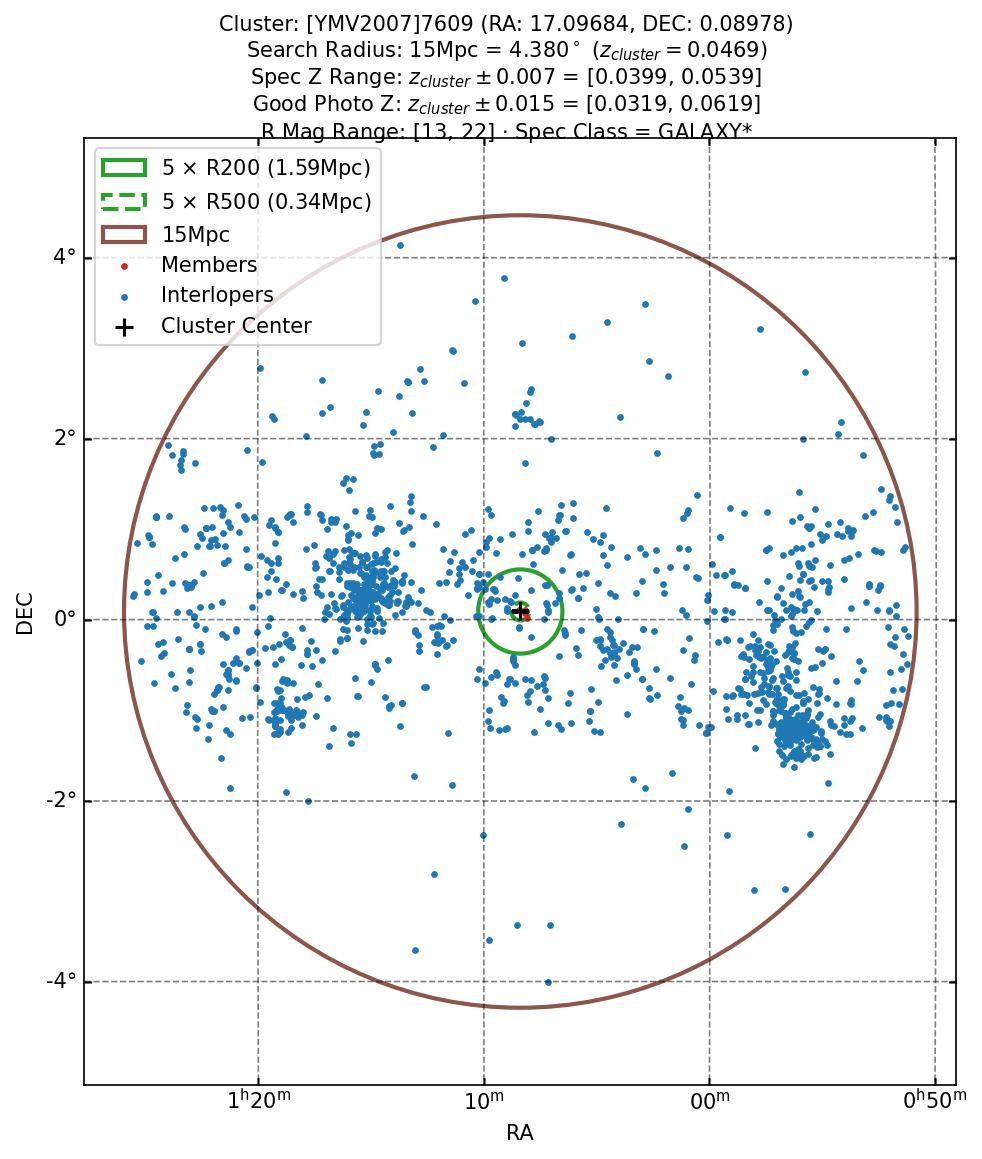 Cluster: [YMV2007]7609 (RA: 17.09684, DEC: 0.08978)
Search Radius: 15Mpc = 4.380° (z_cluster = 0.0469)
Spec Z Range: z_cluster ± 0.007 = [0.0399, 0.0539]
Good Photo Z: z_cluster ± 0.015 = [0.0319, 0.0619]
R Mag Range: [13, 22] · Spec Class = GALAXY*
5 × R200 (1.59Mpc)
5 × R500 (0.34Mpc)
15Mpc
Members
Interlopers
Cluster Center
4°
2°
0°
-2°
-4°
DEC
1ʰ20ᵐ 10ᵐ 00ᵐ 0ʰ50ᵐ
RA